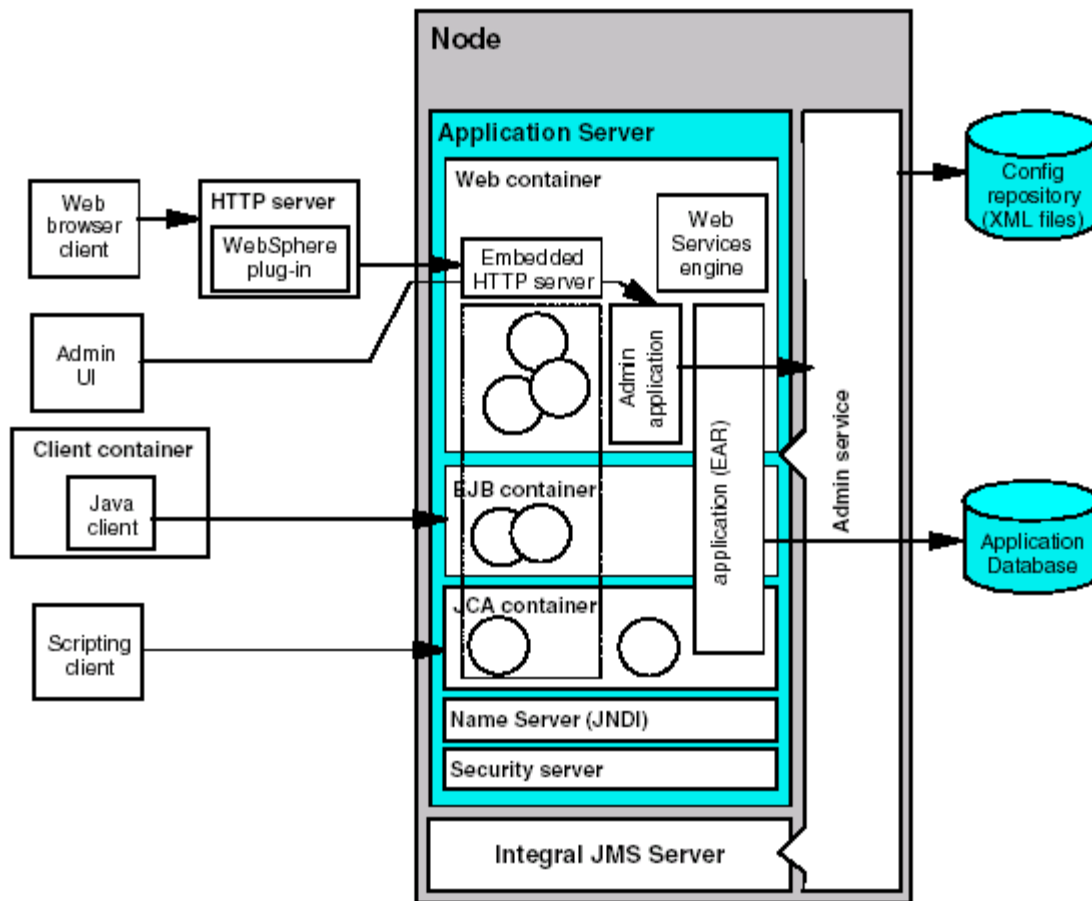 Node
Application Server
Web container
Web
browser
client
HTTP server
WebSphere
plug-in
Embedded
HTTP server
Web
Services
engine
Config
repository
(XML files)
Admin
UI
Admin
application
Client container
Java
client
EJB container
application (EAR)
Admin service
Application
Database
Scripting
client
JCA container
Name Server (JNDI)
Security server
Integral JMS Server